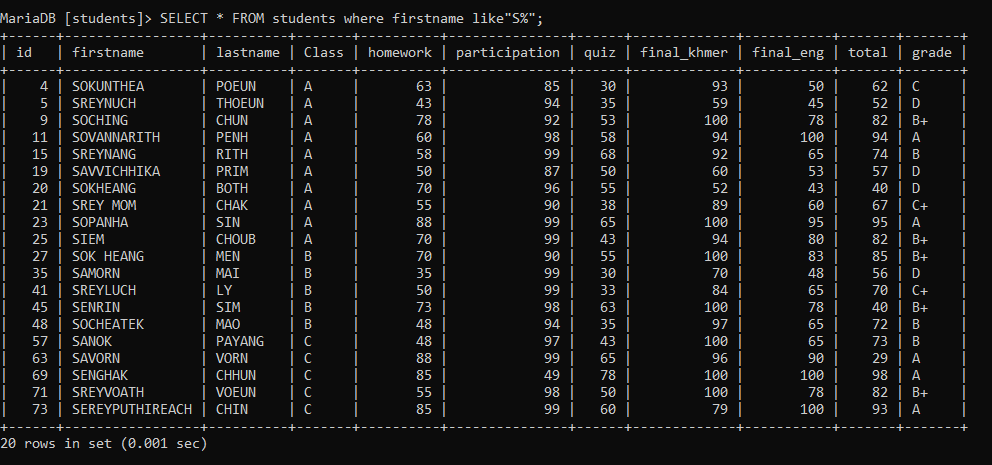 MariaDB [students]> SELECT * FROM students where firstname like"S%";
+------+------------------+----------+-------+----------+---------------+------+-------------+-----------+-------+-------+
| id   | firstname        | lastname | Class | homework | participation | quiz | final_khmer | final_eng | total | grade |
+------+------------------+----------+-------+----------+---------------+------+-------------+-----------+-------+-------+
|    4 | SOKUNTHEA        | POEUN    | A     |       63 |            85 |   30 |          93 |        50 |    62 | C     |
|    5 | SREYNUCH         | THOEUN   | A     |       43 |            94 |   35 |          59 |        45 |    52 | D     |
|    9 | SOCHING          | CHUN     | A     |       78 |            92 |   53 |         100 |        78 |    82 | B+    |
|   11 | SOVANNARITH      | PENH     | A     |       60 |            98 |   58 |          94 |       100 |    94 | A     |
|   15 | SREYNANG         | RITH     | A     |       58 |            99 |   68 |          92 |        65 |    74 | B     |
|   19 | SAVVICHHIKA      | PRIM     | A     |       50 |            87 |   50 |          60 |        53 |    57 | D     |
|   20 | SOKHEANG         | BOTH     | A     |       70 |            96 |   55 |          52 |        43 |    40 | D     |
|   21 | SREY MOM         | CHAK     | A     |       55 |            90 |   38 |          89 |        60 |    67 | C+    |
|   23 | SOPANHA          | SIN      | A     |       88 |            99 |   65 |         100 |        95 |    95 | A     |
|   25 | SIEM             | CHOUB    | A     |       70 |            99 |   43 |          94 |        80 |    82 | B+    |
|   27 | SOK HEANG        | MEN      | B     |       70 |            90 |   55 |         100 |        83 |    85 | B+    |
|   35 | SAMORN           | MAI      | B     |       35 |            99 |   30 |          70 |        48 |    56 | D     |
|   41 | SREYLUCH         | LY       | B     |       50 |            99 |   33 |          84 |        65 |    70 | C+    |
|   45 | SENRIN           | SIM      | B     |       73 |            98 |   63 |         100 |        78 |    40 | B+    |
|   48 | SOCHEATEK        | MAO      | B     |       48 |            94 |   35 |          97 |        65 |    72 | B     |
|   57 | SANOK            | PAYANG   | C     |       48 |            97 |   43 |         100 |        65 |    73 | B     |
|   63 | SAVORN           | VORN     | C     |       88 |            99 |   65 |          96 |        90 |    29 | A     |
|   69 | SENGHAK          | CHHUN    | C     |       85 |            49 |   78 |         100 |       100 |    98 | A     |
|   71 | SREYVOATH        | VOEUN    | C     |       55 |            98 |   50 |         100 |        78 |    82 | B+    |
|   73 | SEREYPUTHIREACH  | CHIN     | C     |       85 |            99 |   60 |          79 |       100 |    93 | A     |
+------+------------------+----------+-------+----------+---------------+------+-------------+-----------+-------+-------+
20 rows in set (0.001 sec)